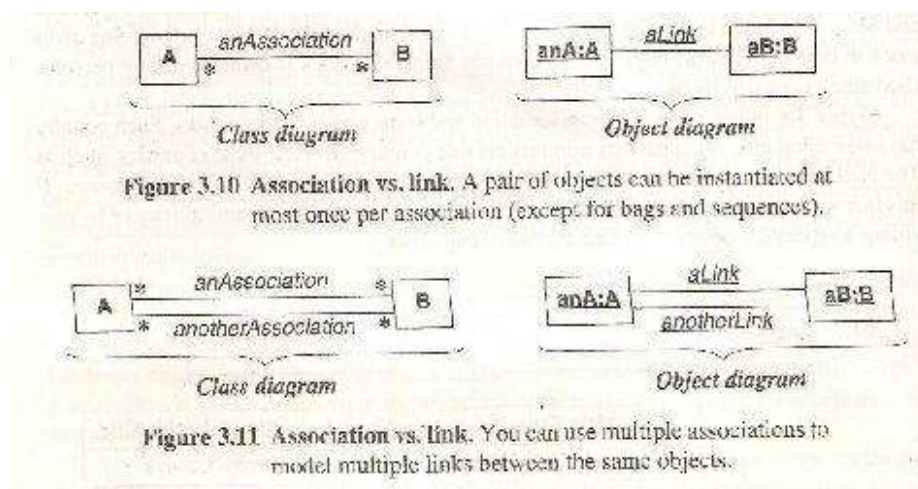 anAssociation
A * * B
aLink
anA:A aB:B
Class diagram
Object diagram
Figure 3.10 Association vs. link. A pair of objects can be instantiated at
most once per association (except for bags and sequences).
anAssociation
A * * B
* *
anotherAssociation
aLink
anA:A aB:B
anotherLink
Class diagram
Object diagram
Figure 3.11 Association vs. link. You can use multiple associations to
model multiple links between the same objects.